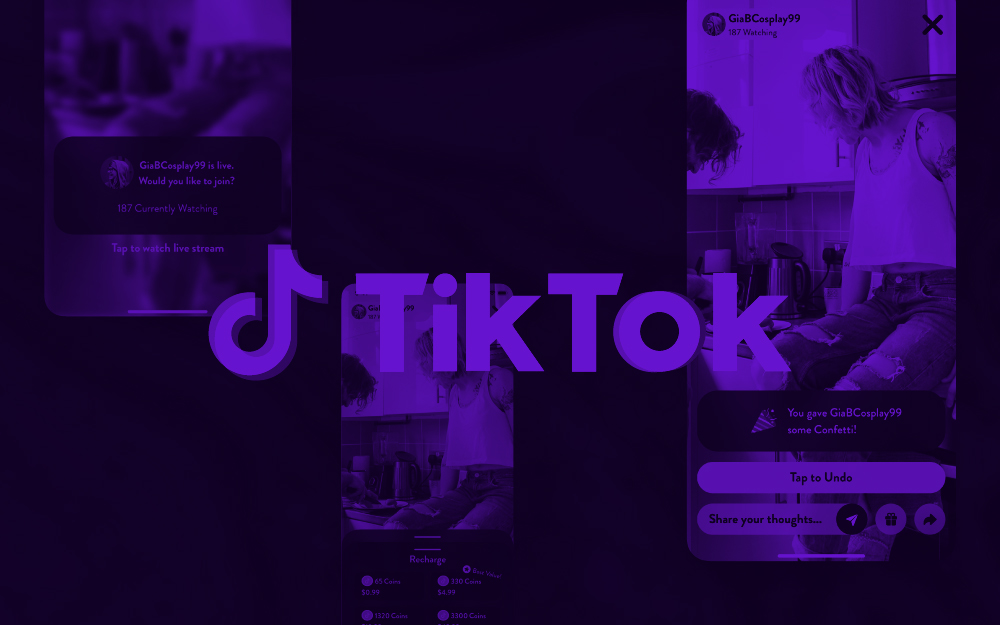 GiaBCosplay99
187 Watching
GiaBCosplay99 is live.
Would you like to join?
187 Currently Watching
Tap to watch live stream
TikTok
You gave GiaBCosplay99
some Confetti!
Tap to Undo
Share your thoughts...
Recharge
Best Value!
65 Coins
$0.99
330 Coins
$4.99
1320 Coins
3300 Coins